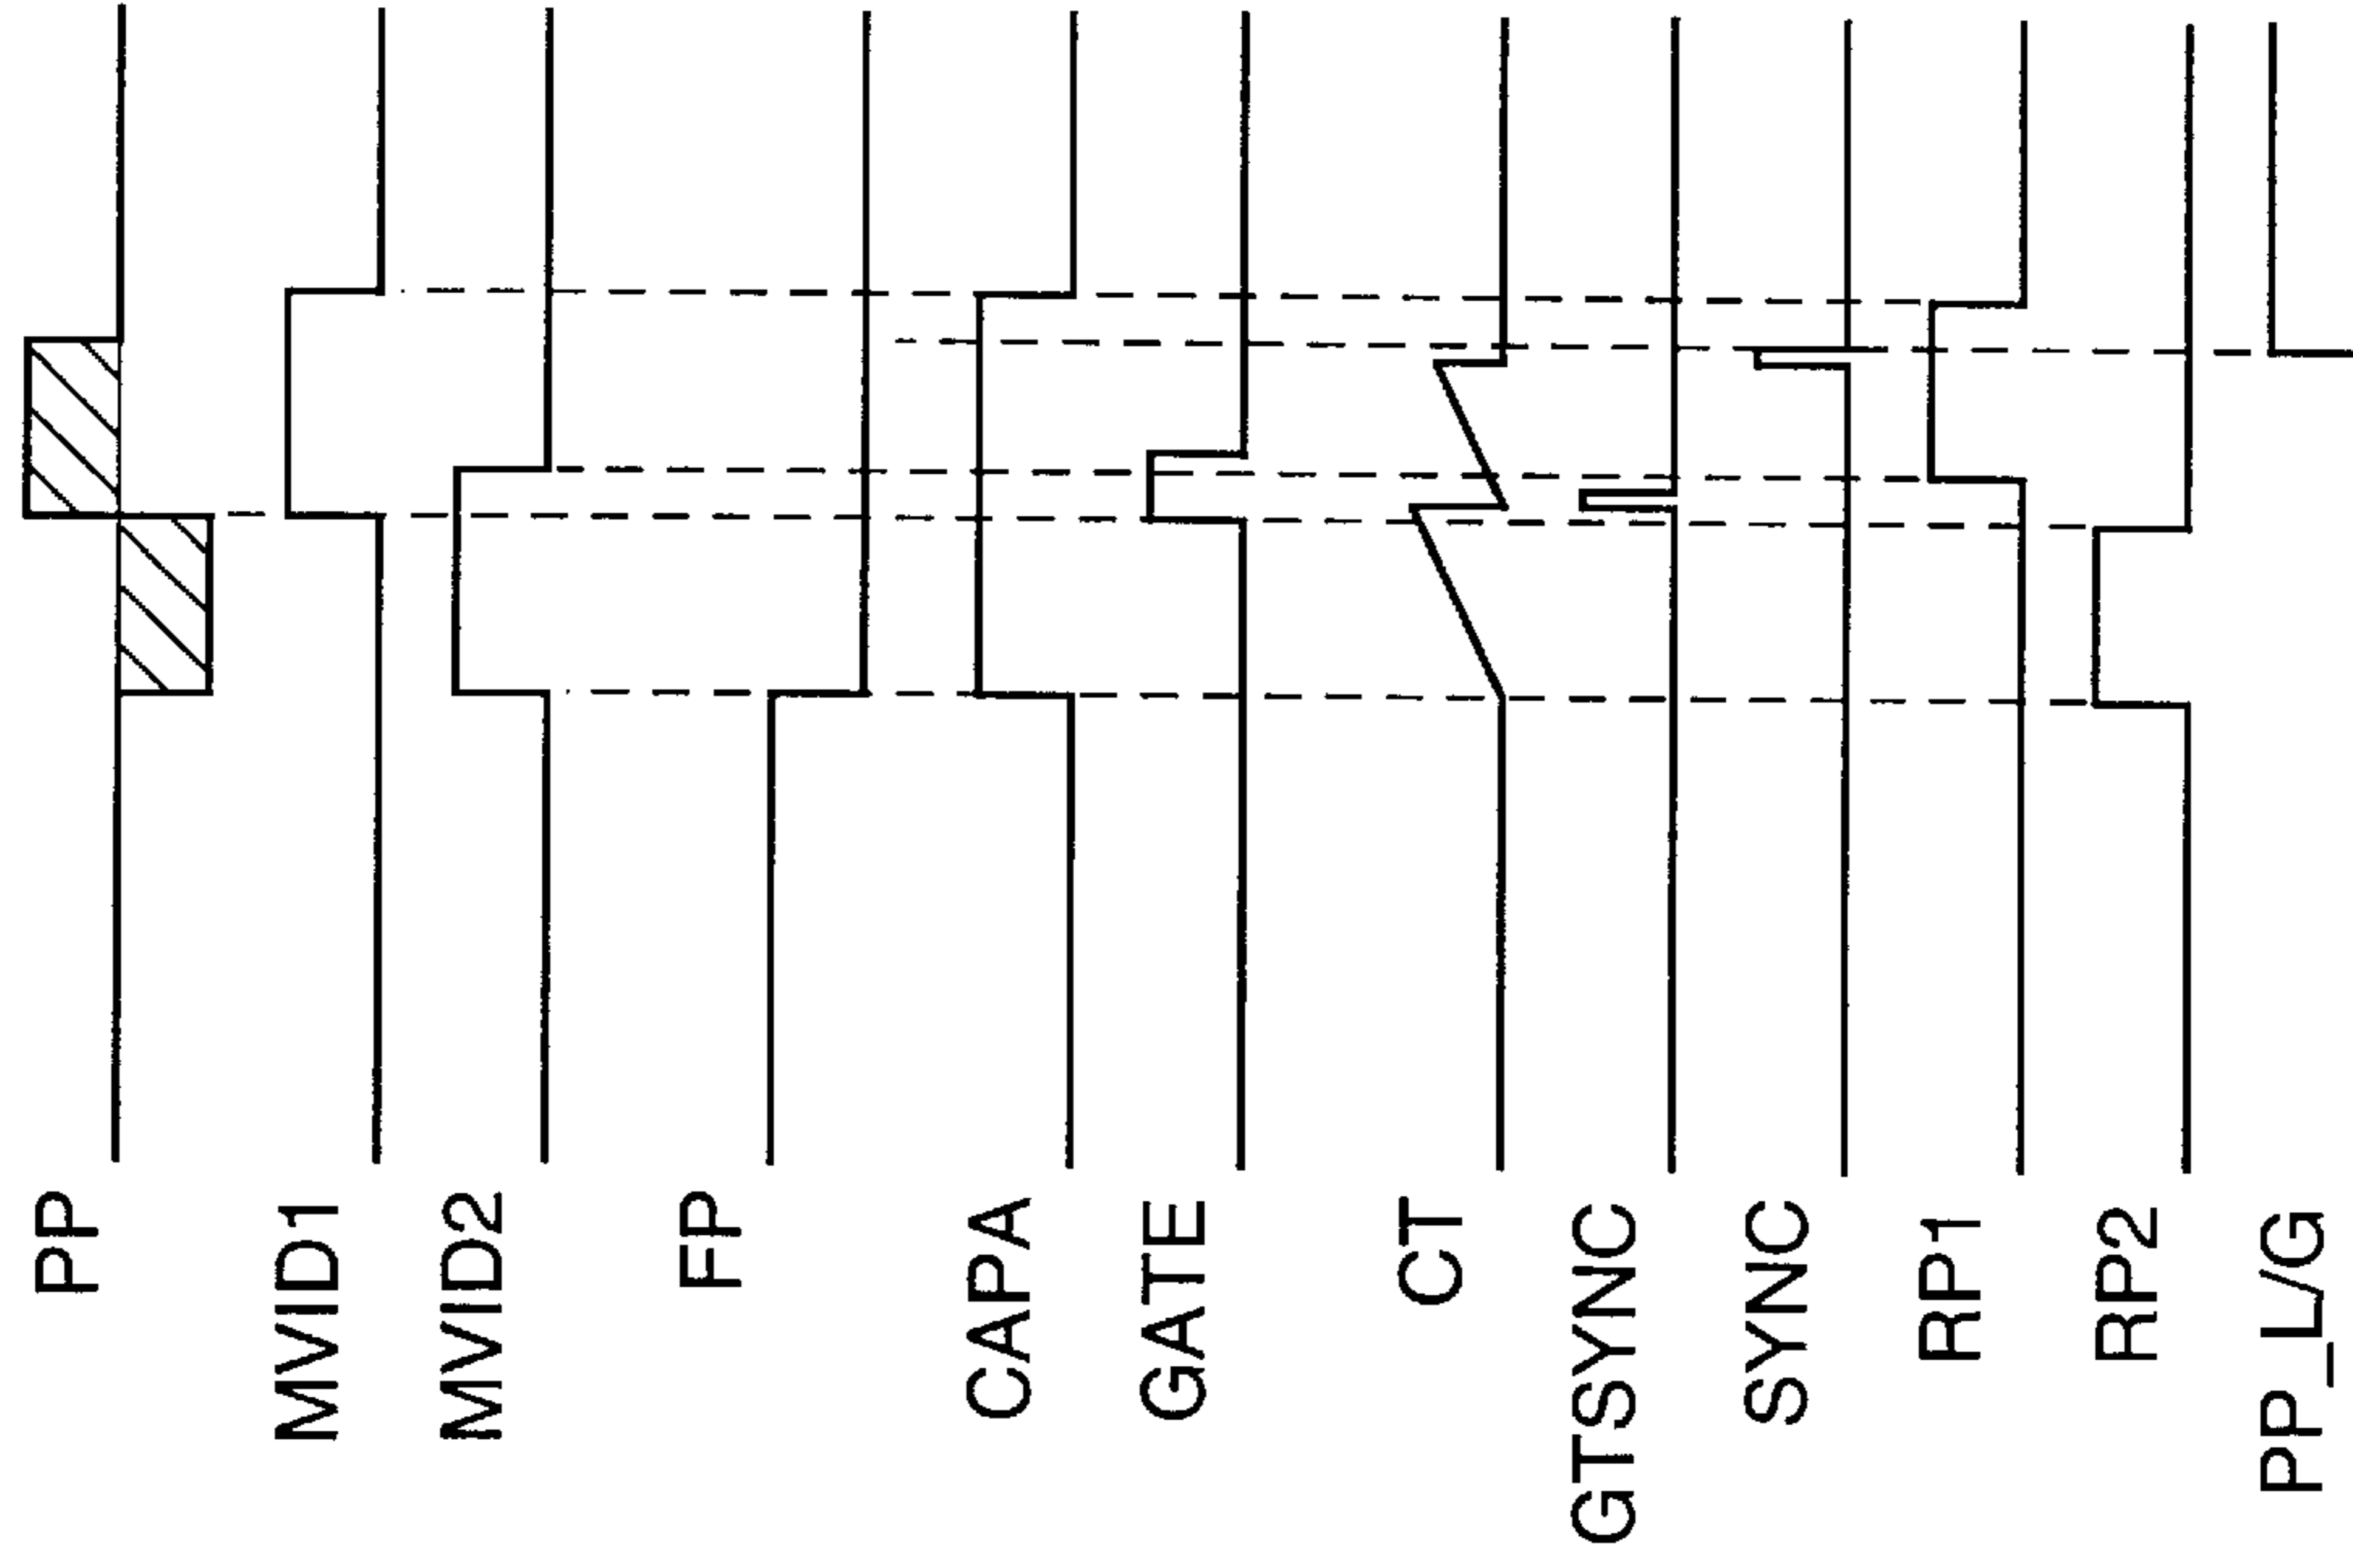 PP
MVID1
MVID2
FP
CAPA
GATE
CT
GTSYNC
SYNC
RP1
RP2
PP_L/G